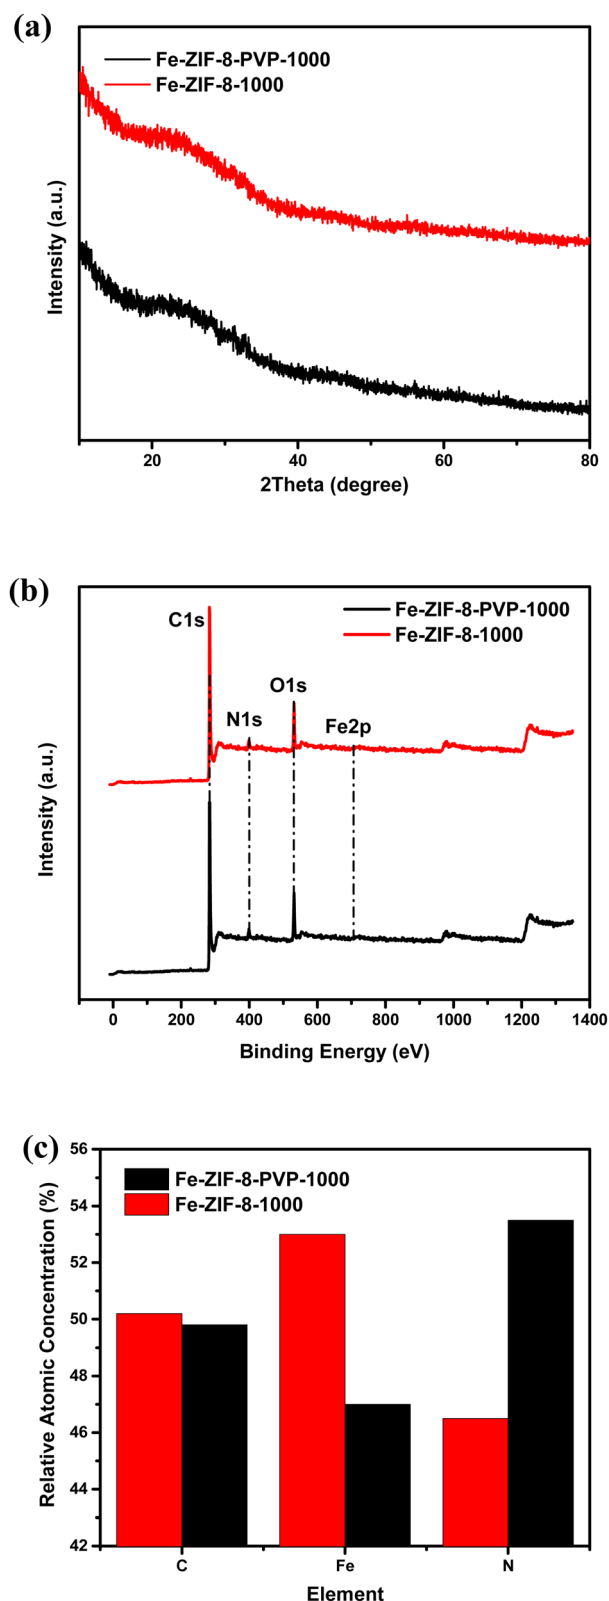 (a)
Fe-ZIF-8-PVP-1000
Fe-ZIF-8-1000
Intensity (a.u.)
20 40 60 80
2Theta (degree)
(b)
Fe-ZIF-8-PVP-1000
Fe-ZIF-8-1000
C1s
O1s
N1s
Fe2p
Intensity (a.u.)
0 200 400 600 800 1000 1200 1400
Binding Energy (eV)
(c)
56
Fe-ZIF-8-PVP-1000
Fe-ZIF-8-1000
54
52
50
48
46
44
42
Relative Atomic Concentration (%)
C Fe N
Element